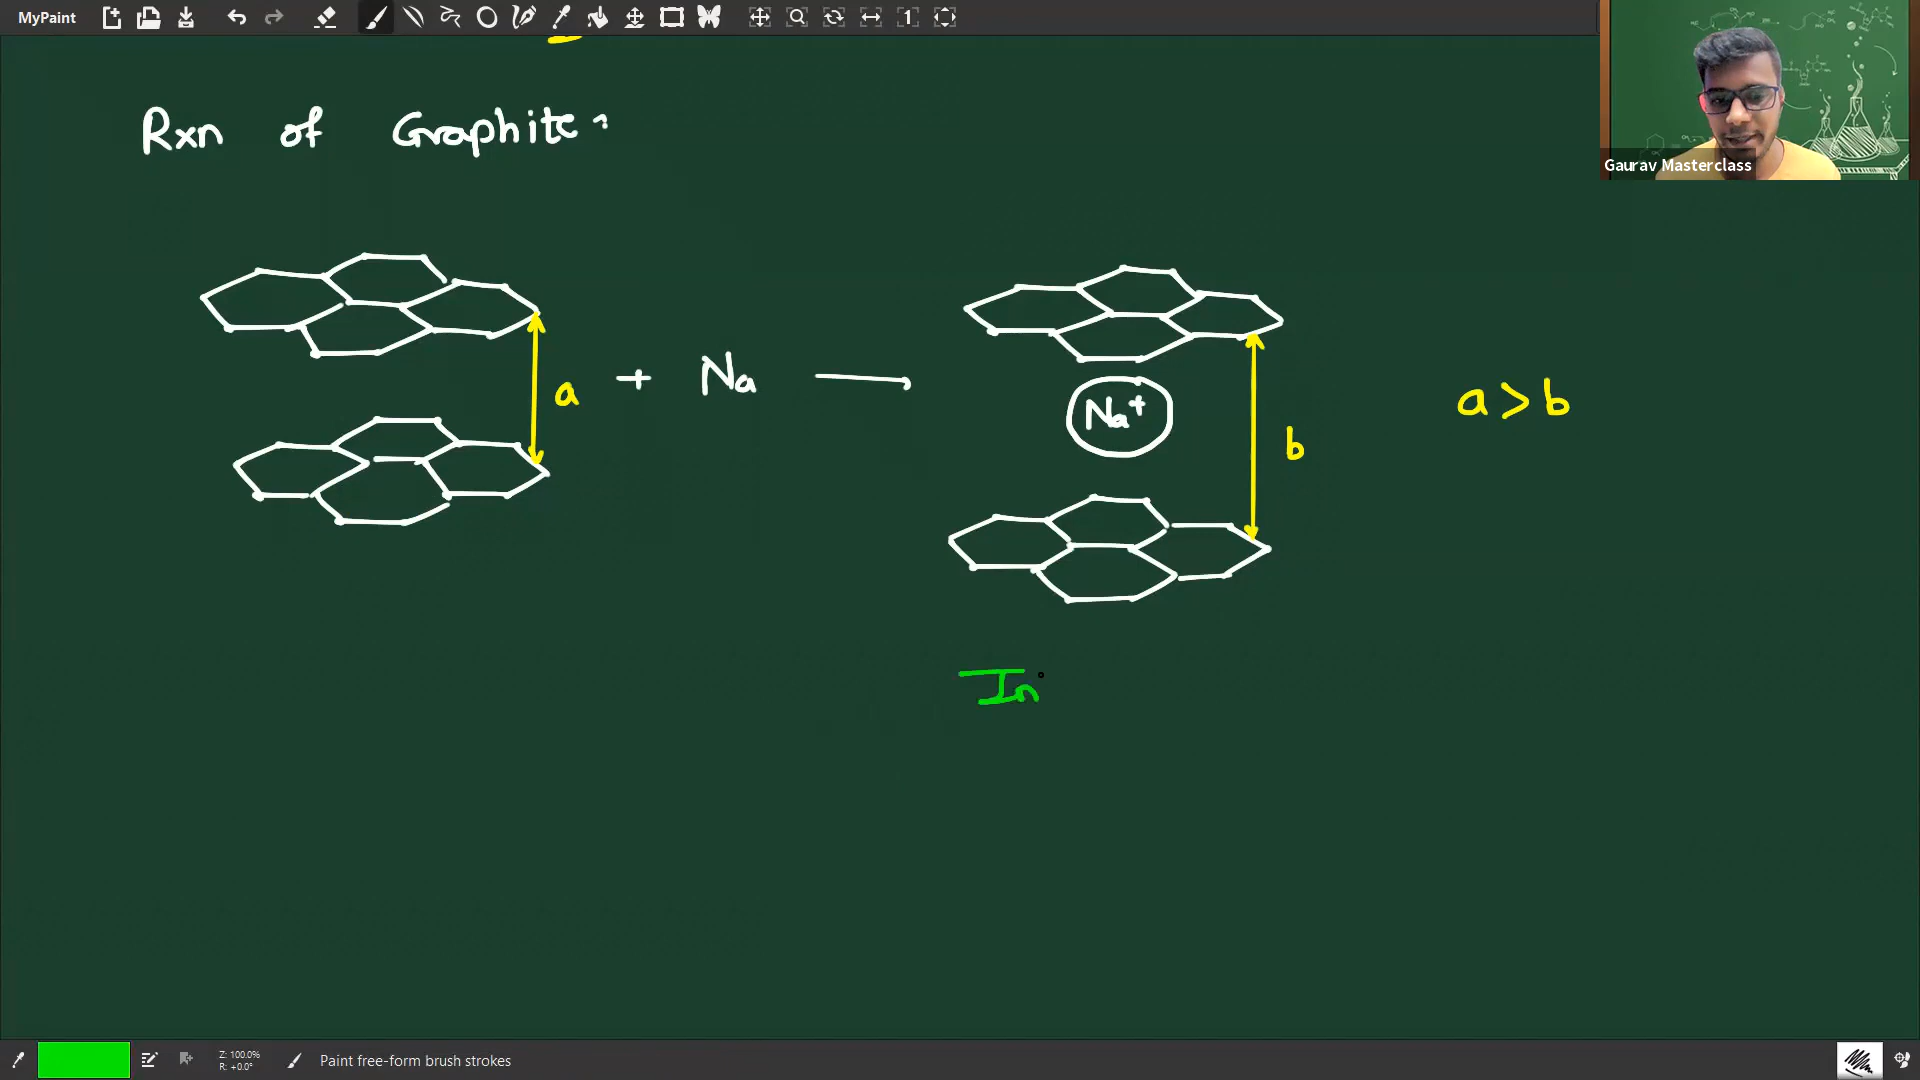 MyPaint
Gaurav Masterclass
Rxn of Graphite :
a + Na ⟶ Na⁺ b a > b
In
Z: 100.0%
R: +0.0°
Paint free-form brush strokes